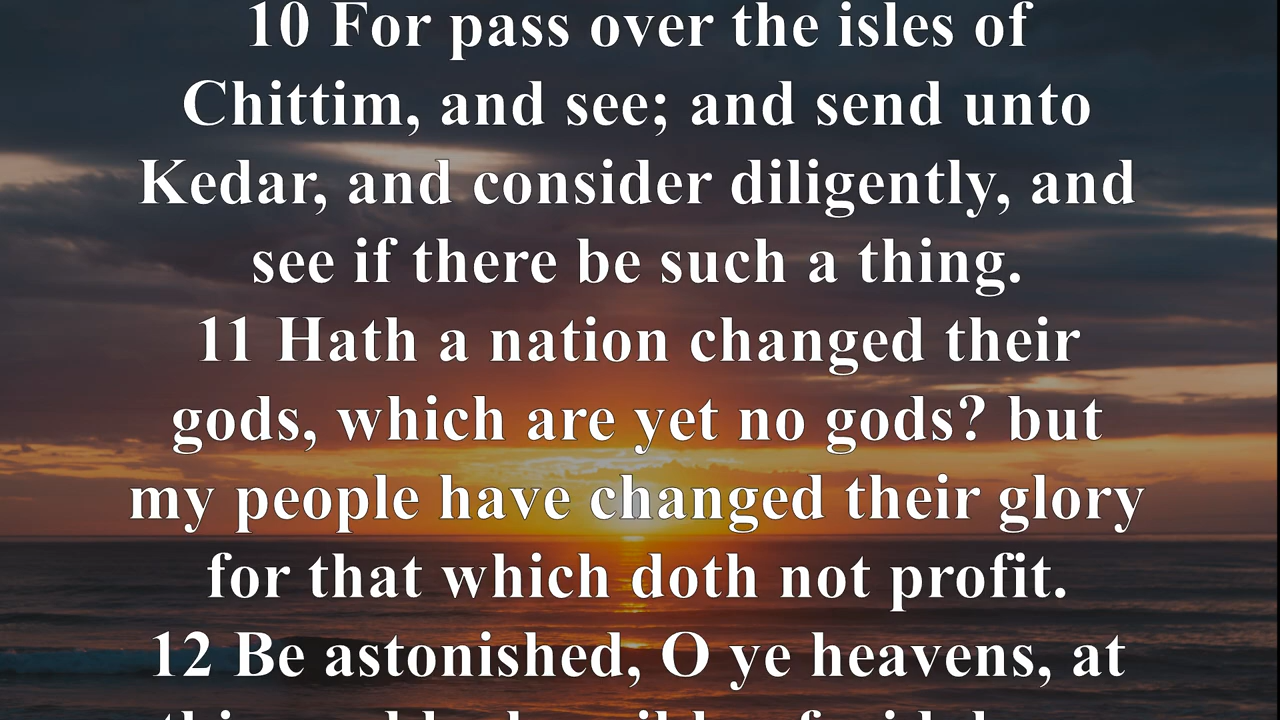 10 For pass over the isles of
Chittim, and see; and send unto
Kedar, and consider diligently, and
see if there be such a thing.
11 Hath a nation changed their
gods, which are yet no gods? but
my people have changed their glory
for that which doth not profit.
12 Be astonished, O ye heavens, at